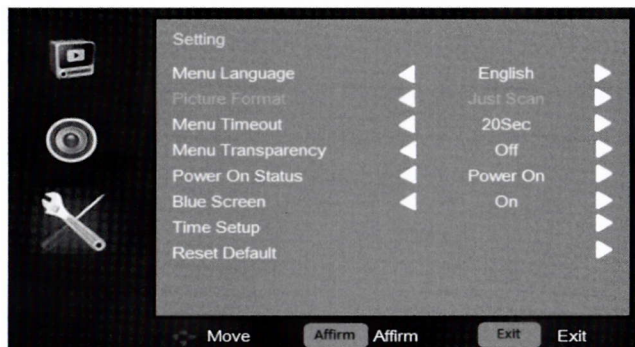 Setting
Menu Language English
Picture Format Just Scan
Menu Timeout 20Sec
Menu Transparency Off
Power On Status Power On
Blue Screen On
Time Setup
Reset Default
Move Affirm Affirm Exit Exit